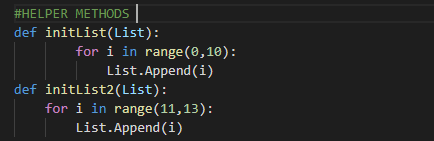 #HELPER METHODS
def initList(List):
        for i in range(0,10):
            List.Append(i)
def initList2(List):
    for i in range(11,13):
        List.Append(i)